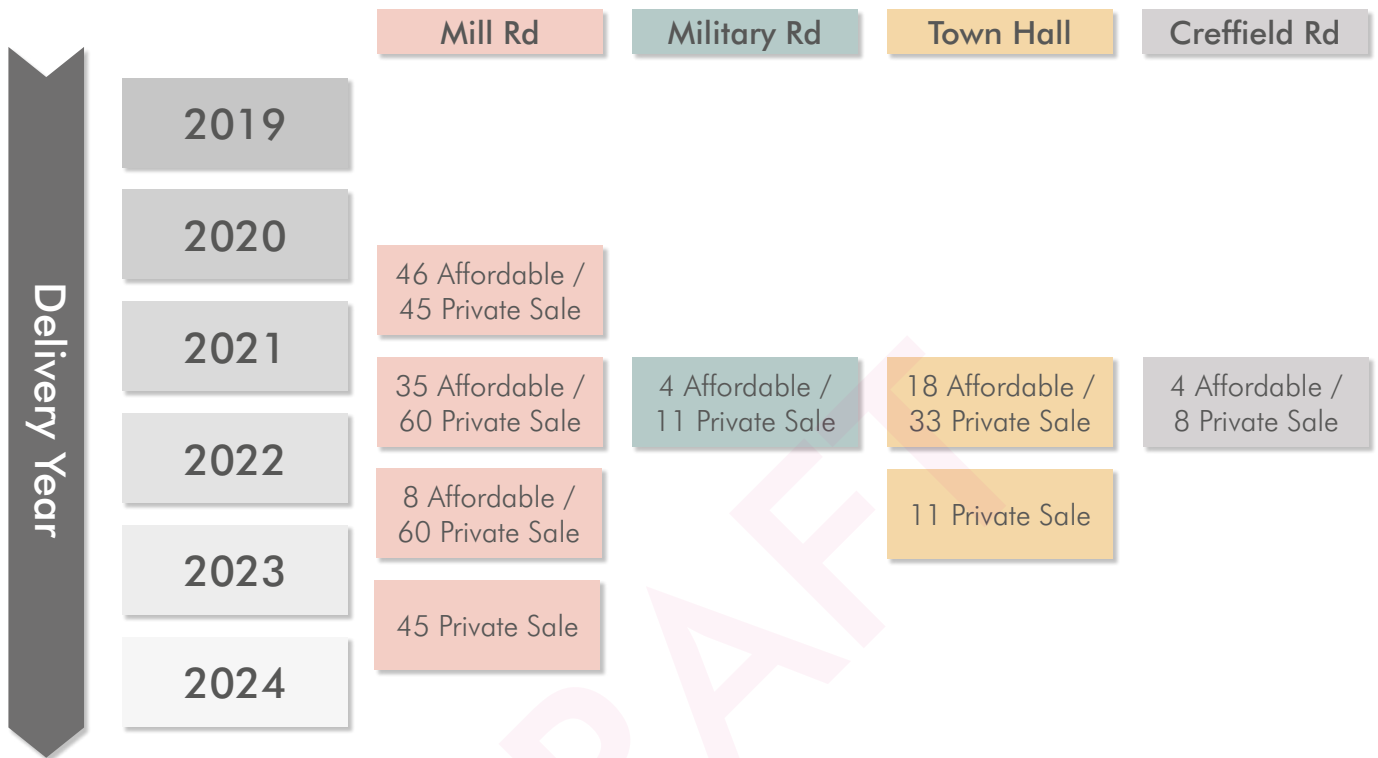 Mill Rd
Military Rd
Town Hall
Creffield Rd
Delivery Year
2019
2020
46 Affordable /
45 Private Sale
2021
35 Affordable /
60 Private Sale
4 Affordable /
11 Private Sale
18 Affordable /
33 Private Sale
4 Affordable /
8 Private Sale
2022
8 Affordable /
60 Private Sale
11 Private Sale
2023
45 Private Sale
2024
DRAFT